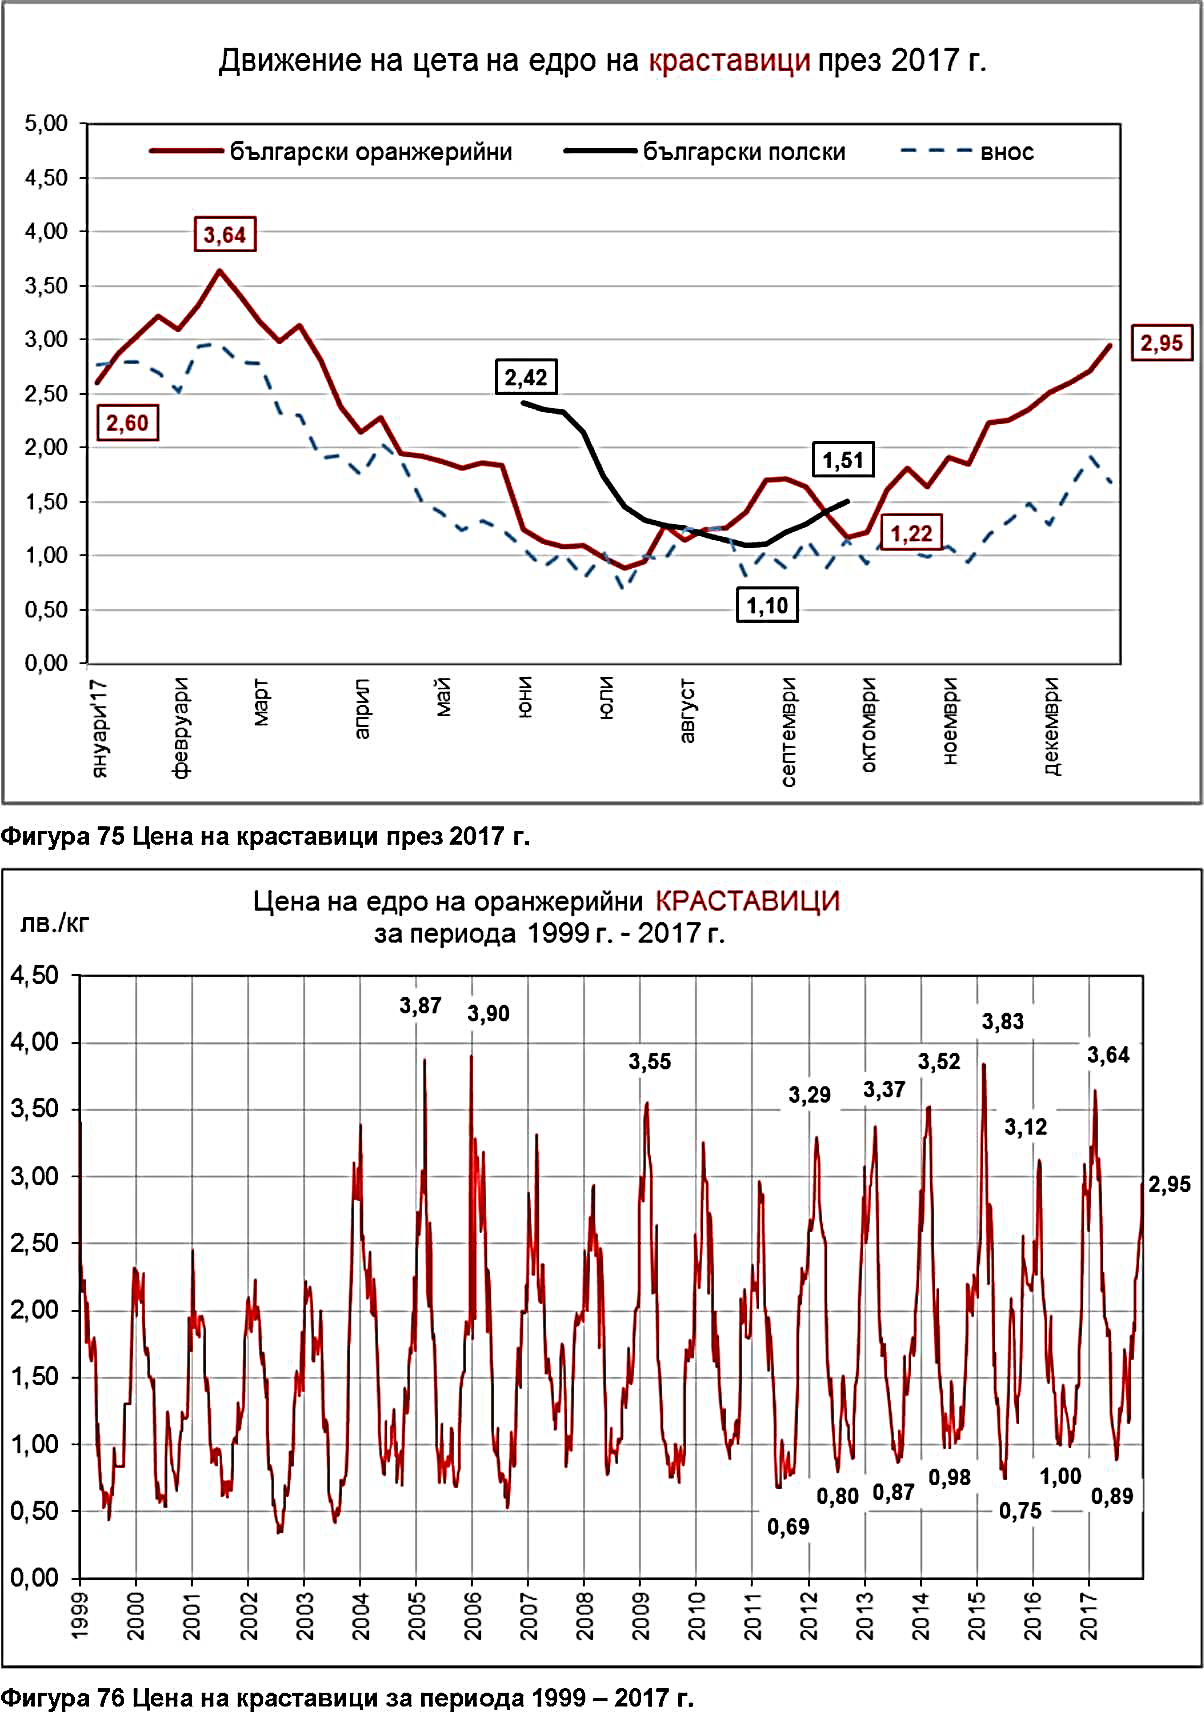 Движение на цета на едро на краставици през 2017 г.
5,00
български оранжерийни български полски внос
4,50
4,00
3,64
3,50
3,00
2,95
2,50
2,42
2,60
2,00
1,51
1,50
1,22
1,00
1,10
0,50
0,00
януари'17 февруари март април май юни юли август септември октомври ноември декември
Фигура 75 Цена на краставици през 2017 г.
Цена на едро на оранжерийни КРАСТАВИЦИ
за периода 1999 г. - 2017 г.
лв./кг
4,50
3,87 3,90 3,83
4,00
3,55 3,52 3,64
3,29 3,37
3,50
3,12
3,00
2,95
2,50
2,00
1,50
1,00
0,98 1,00
0,80 0,87 0,89
0,50
0,69 0,75
0,00
1999 2000 2001 2002 2003 2004 2005 2006 2007 2008 2009 2010 2011 2012 2013 2014 2015 2016 2017
Фигура 76 Цена на краставици за периода 1999 – 2017 г.